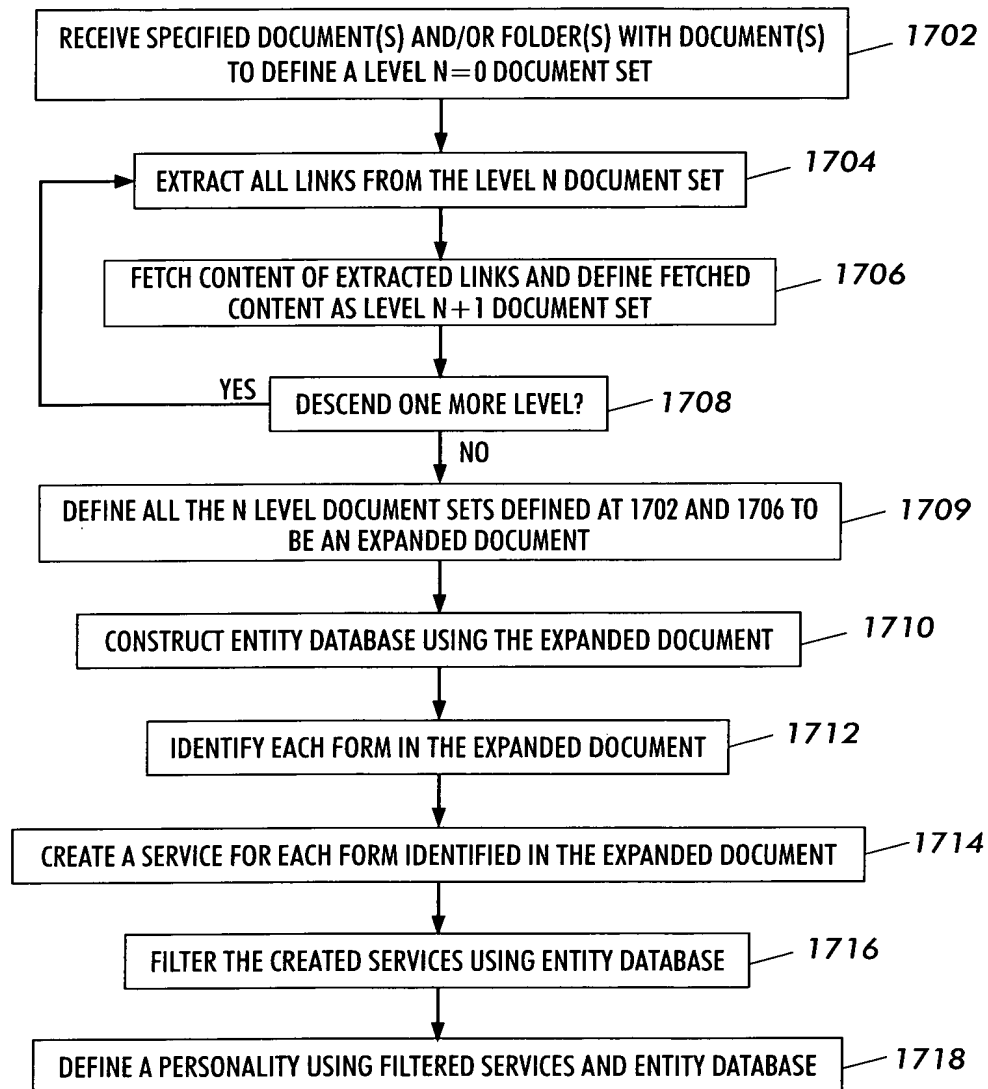 RECEIVE SPECIFIED DOCUMENT(S) AND/OR FOLDER(S) WITH DOCUMENT(S)
TO DEFINE A LEVEL N=0 DOCUMENT SET
1702
EXTRACT ALL LINKS FROM THE LEVEL N DOCUMENT SET
1704
FETCH CONTENT OF EXTRACTED LINKS AND DEFINE FETCHED
CONTENT AS LEVEL N+1 DOCUMENT SET
1706
YES
DESCEND ONE MORE LEVEL?
1708
NO
DEFINE ALL THE N LEVEL DOCUMENT SETS DEFINED AT 1702 AND 1706 TO
BE AN EXPANDED DOCUMENT
1709
CONSTRUCT ENTITY DATABASE USING THE EXPANDED DOCUMENT
1710
IDENTIFY EACH FORM IN THE EXPANDED DOCUMENT
1712
CREATE A SERVICE FOR EACH FORM IDENTIFIED IN THE EXPANDED DOCUMENT
1714
FILTER THE CREATED SERVICES USING ENTITY DATABASE
1716
DEFINE A PERSONALITY USING FILTERED SERVICES AND ENTITY DATABASE
1718